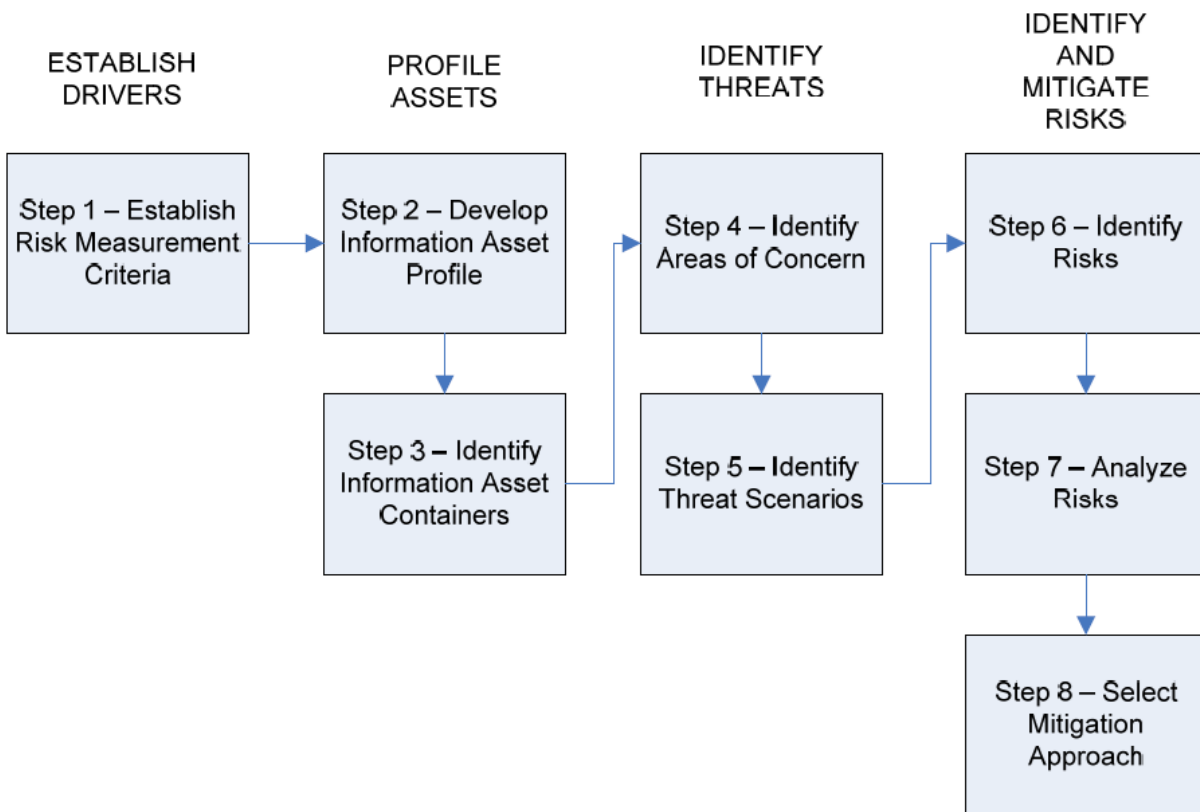 ESTABLISH
DRIVERS
PROFILE
ASSETS
IDENTIFY
THREATS
IDENTIFY
AND
MITIGATE
RISKS
Step 1 – Establish
Risk Measurement
Criteria
Step 2 – Develop
Information Asset
Profile
Step 3 – Identify
Information Asset
Containers
Step 4 – Identify
Areas of Concern
Step 5 – Identify
Threat Scenarios
Step 6 – Identify
Risks
Step 7 – Analyze
Risks
Step 8 – Select
Mitigation
Approach